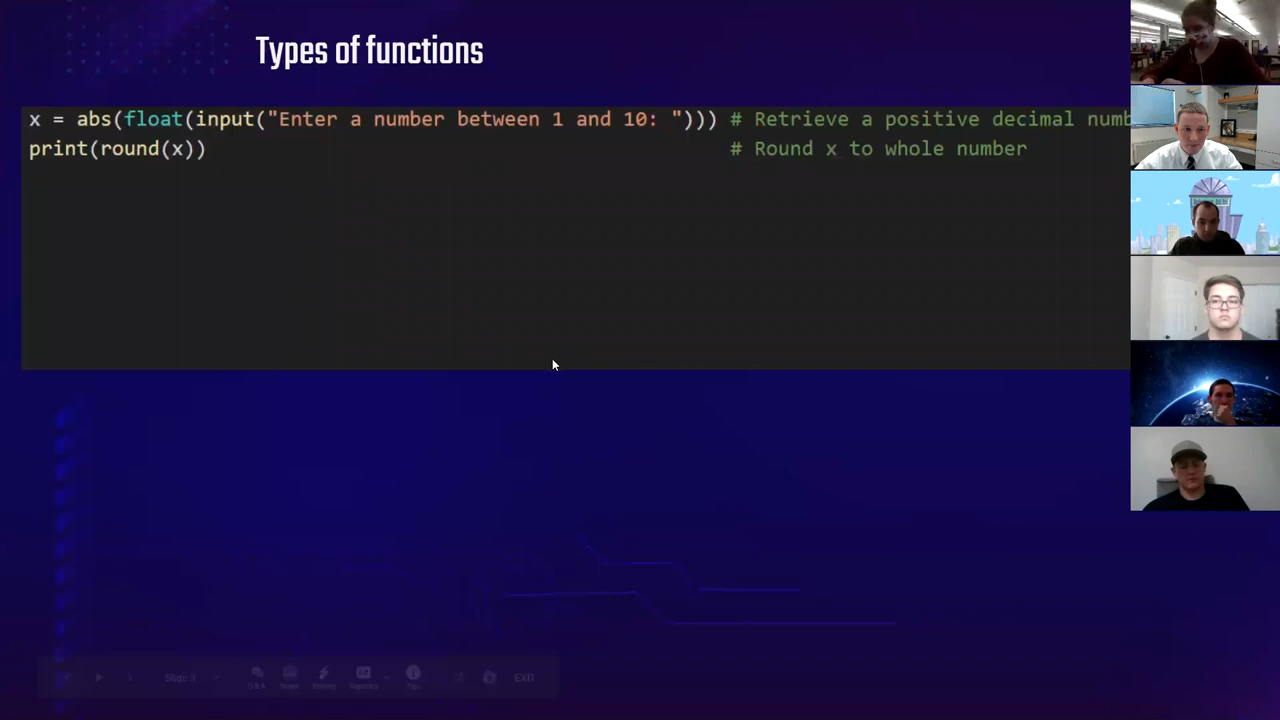 Types of functions
x = abs(float(input("Enter a number between 1 and 10: "))) # Retrieve a positive decimal numb
print(round(x)) # Round x to whole number
EXIT